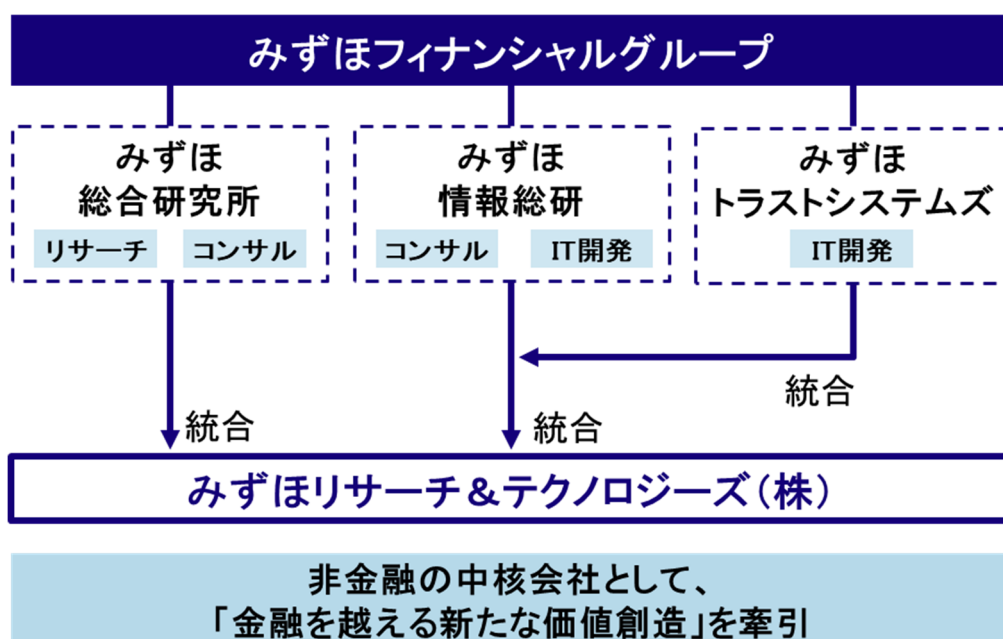 みずほフィナンシャルグループ
みずほ
総合研究所
リサーチ コンサル
みずほ
情報総研
コンサル IT開発
みずほ
トラストシステムズ
IT開発
統合
統合
統合
みずほリサーチ＆テクノロジーズ（株）
非金融の中核会社として、
「金融を越える新たな価値創造」を牽引